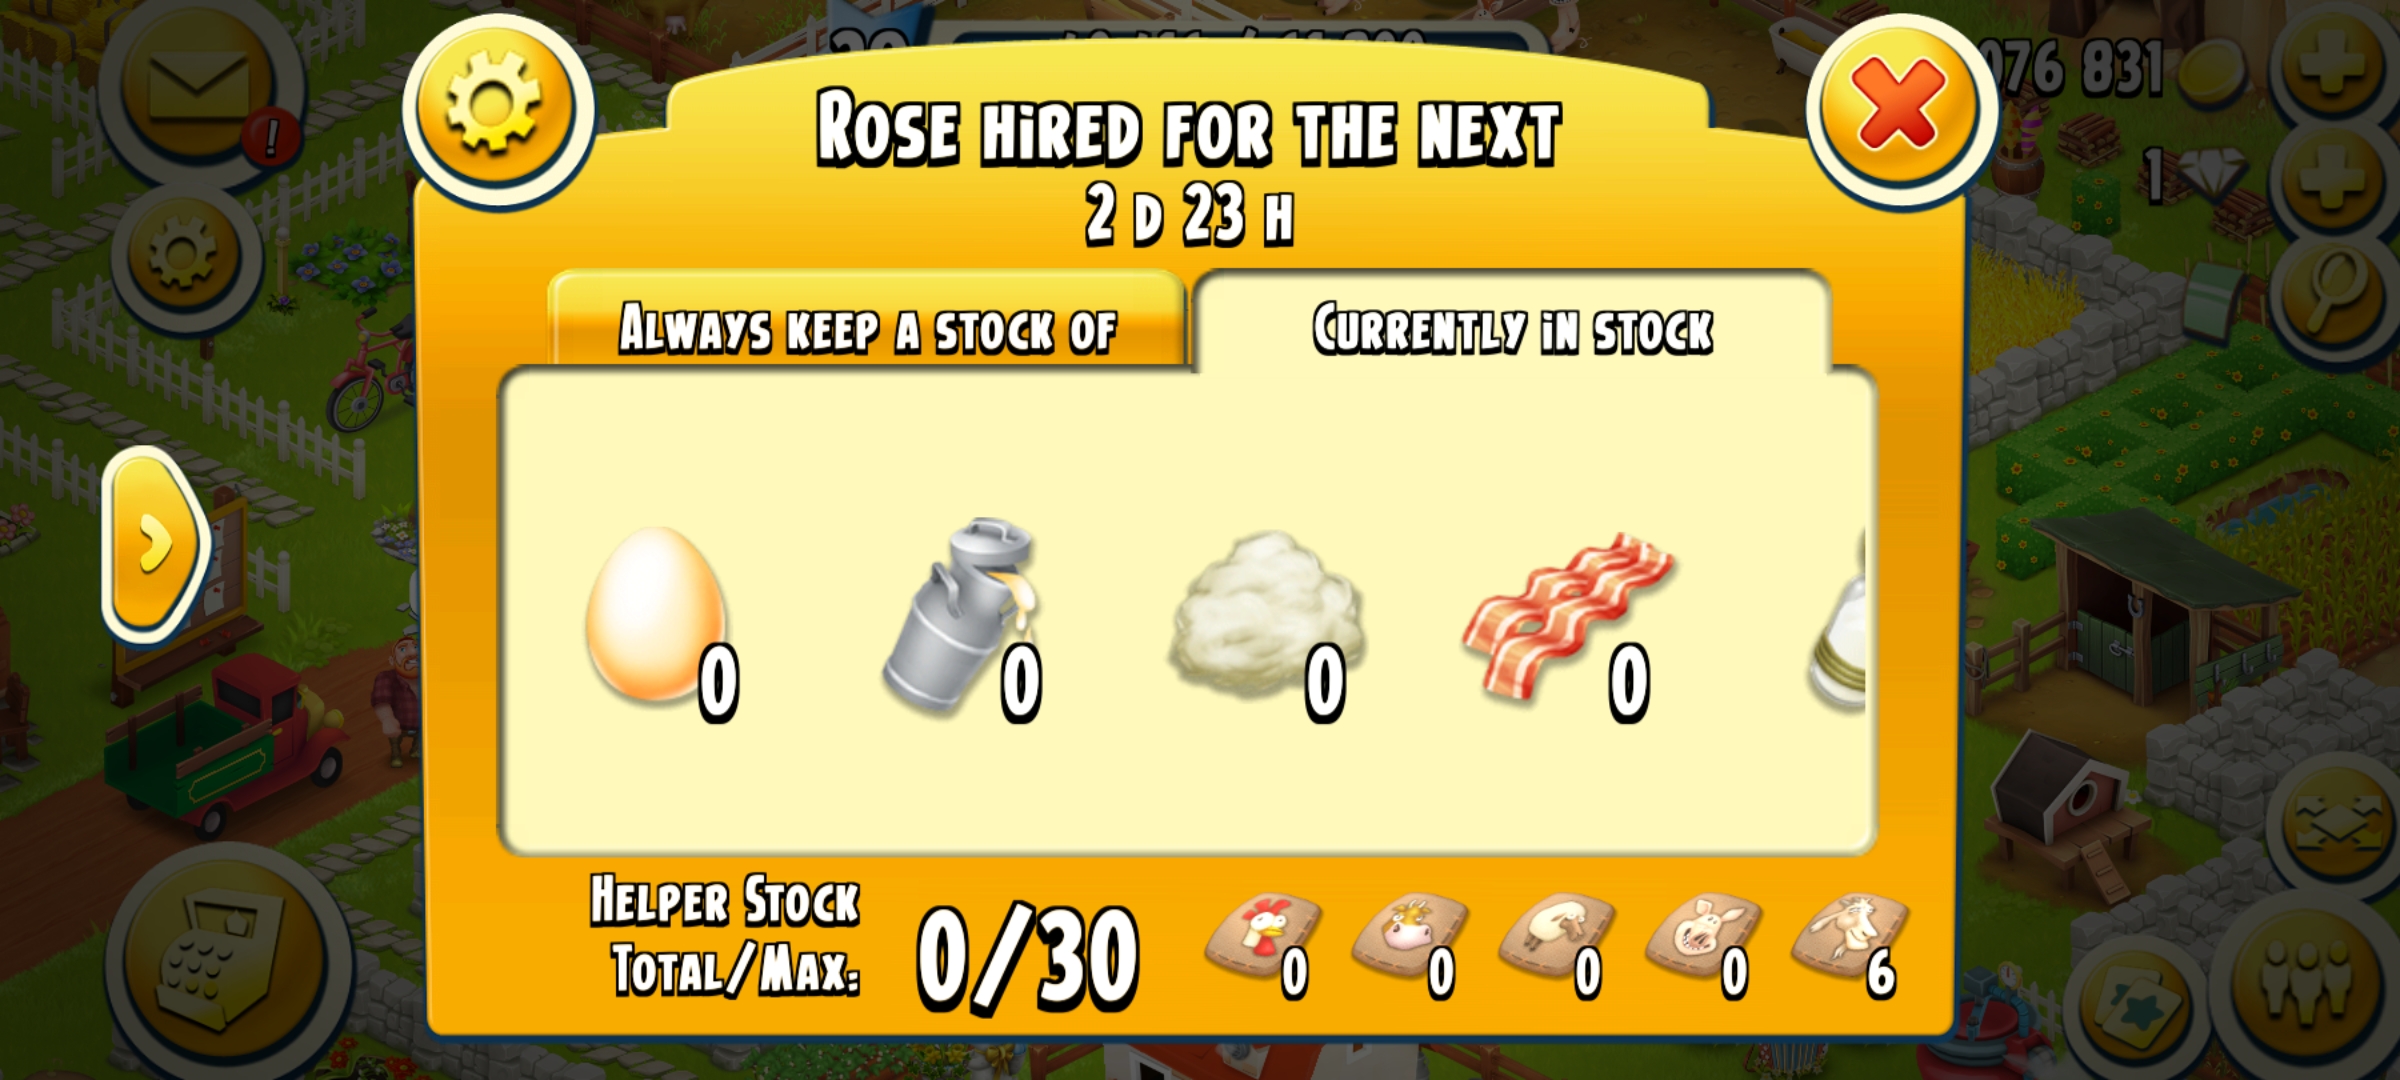 076 831
1
!
Rose hired for the next
2 d 23 h
Always keep a stock of
Currently in stock
0
0
0
0
Helper Stock
Total/Max:
0/30
0
0
0
0
6